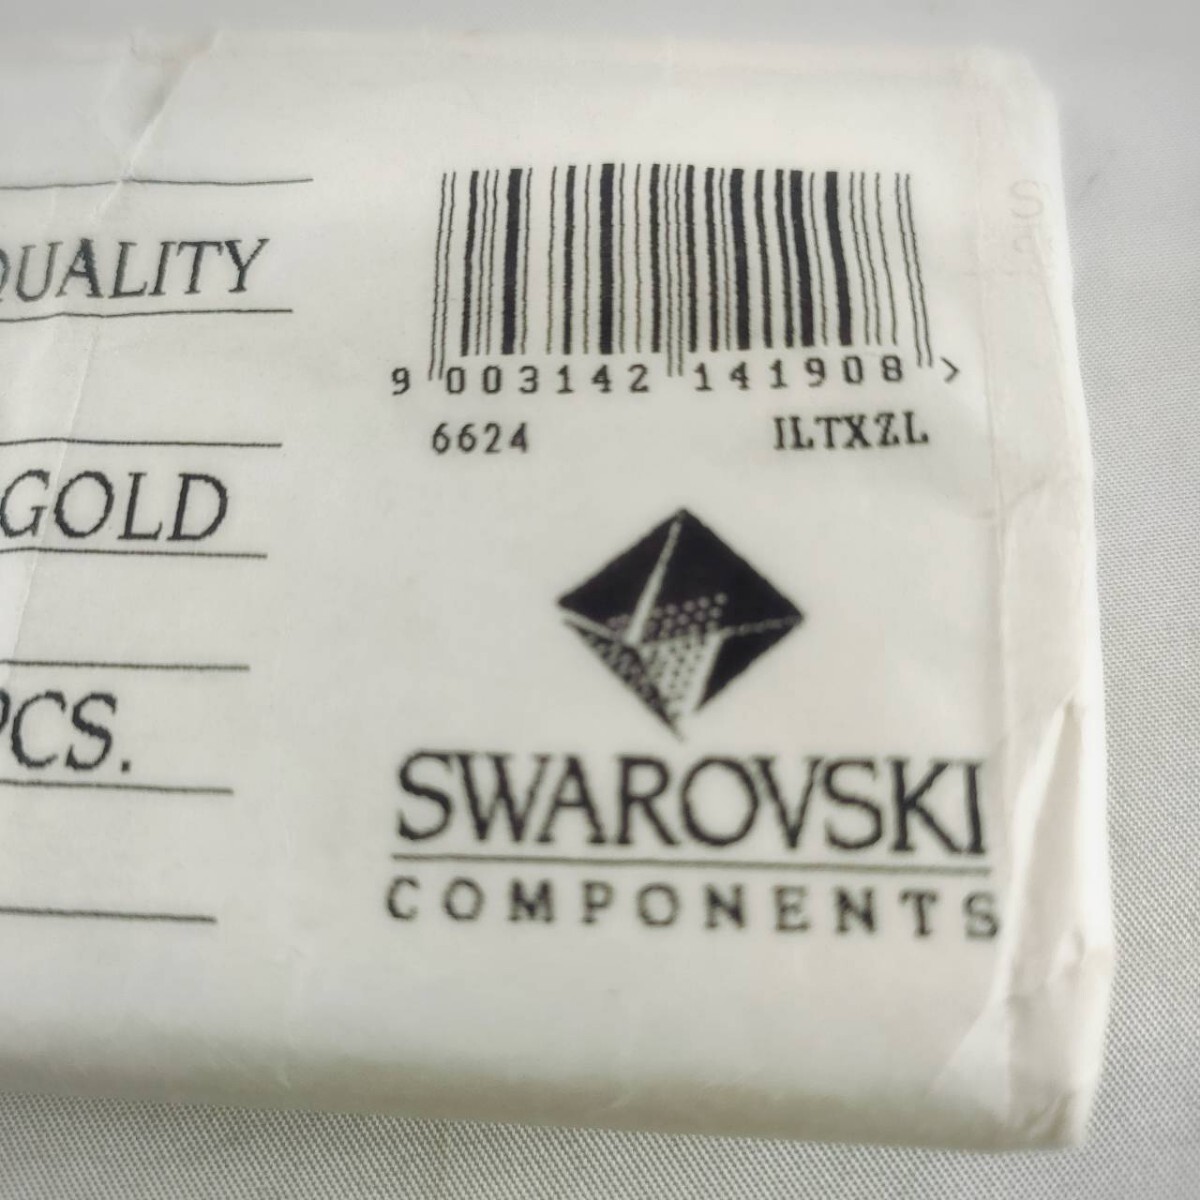 QUALITY
GOLD
PCS.
9 003142 141908 >
6624 ILTXZL
SWAROVSKI
COMPONENTS